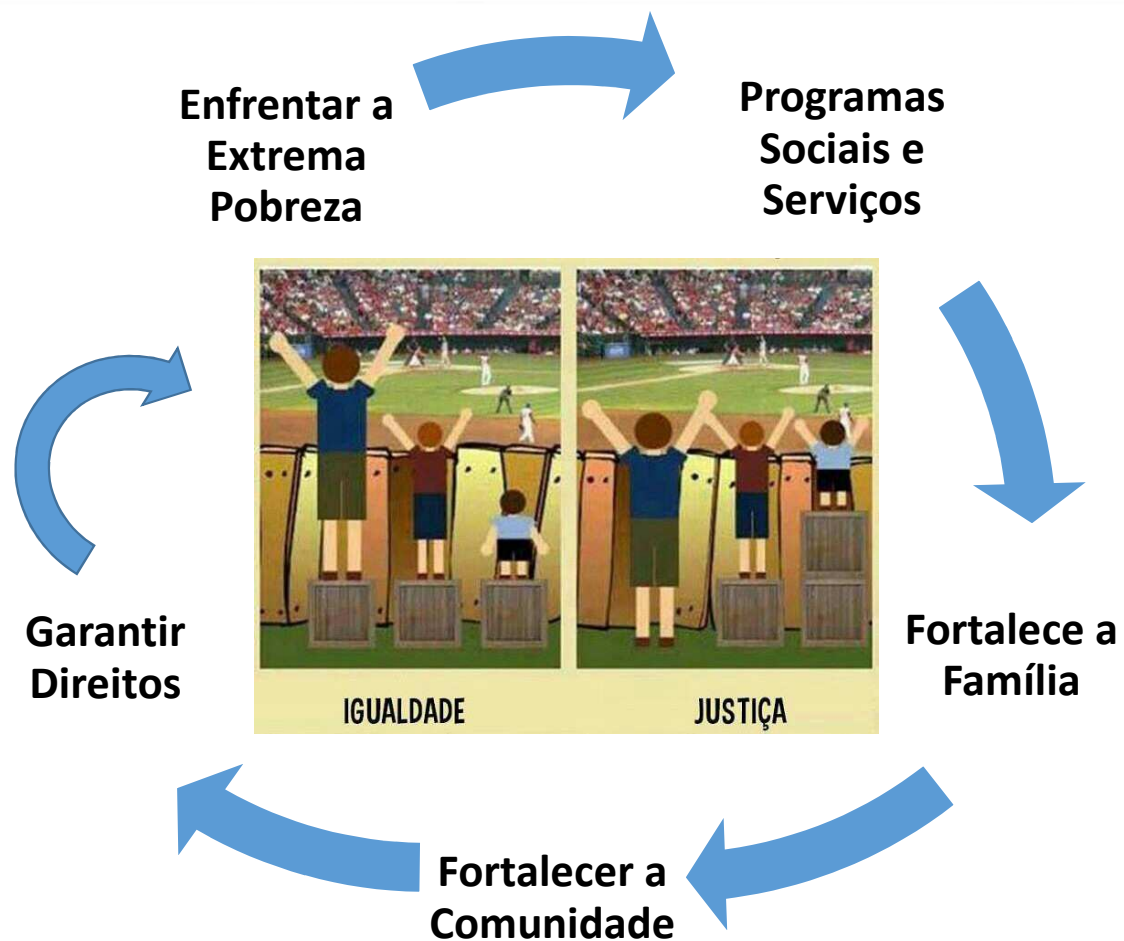 Enfrentar a
Extrema
Pobreza
Programas
Sociais e
Serviços
Fortalece a
Família
Fortalecer a
Comunidade
Garantir
Direitos
IGUALDADE
JUSTIÇA